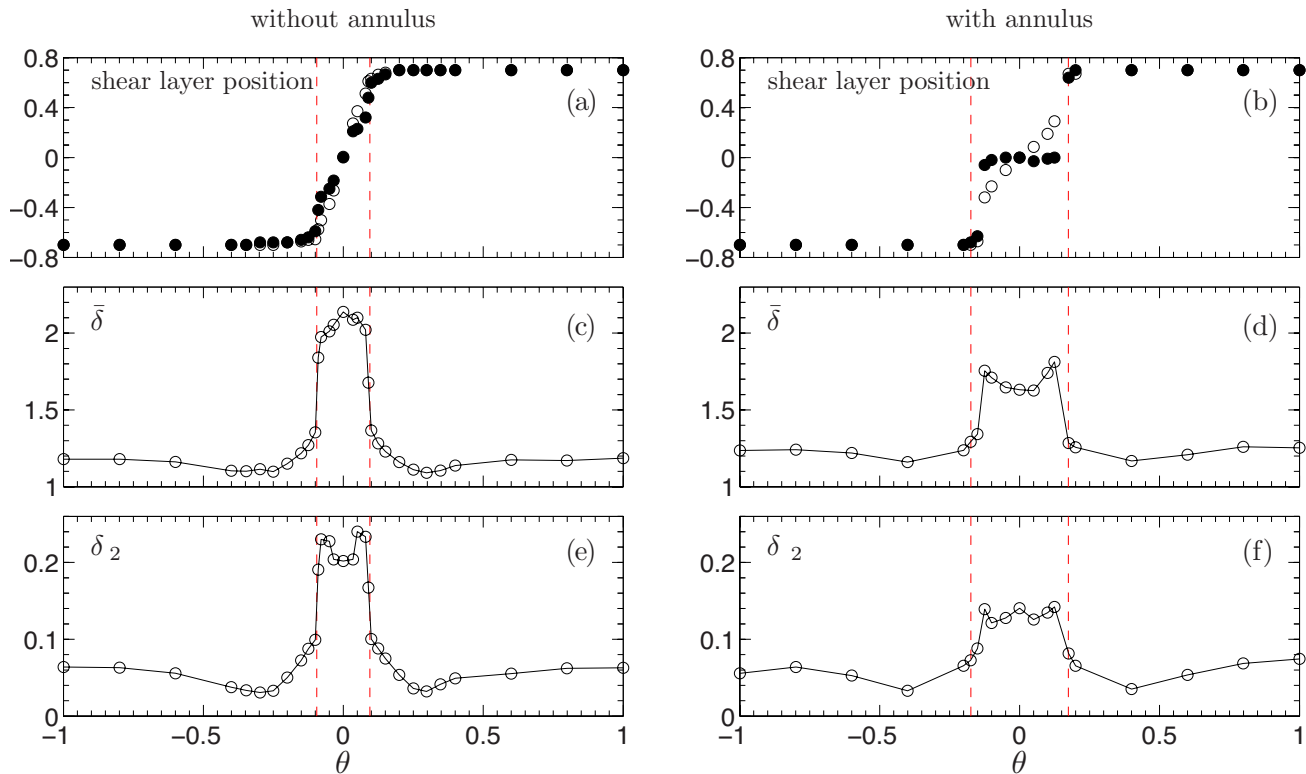 without annulus
with annulus
0.8
0.4
0
−0.4
−0.8
shear layer position
(a)
0.8
0.4
0
−0.4
−0.8
shear layer position
(b)
2
1.5
1
δ̄
(c)
2
1.5
1
δ̄
(d)
0.2
0.1
0
δ 2
(e)
0.2
0.1
0
δ 2
(f)
−1 −0.5 0 0.5 1
−1 −0.5 0 0.5 1
θ
θ